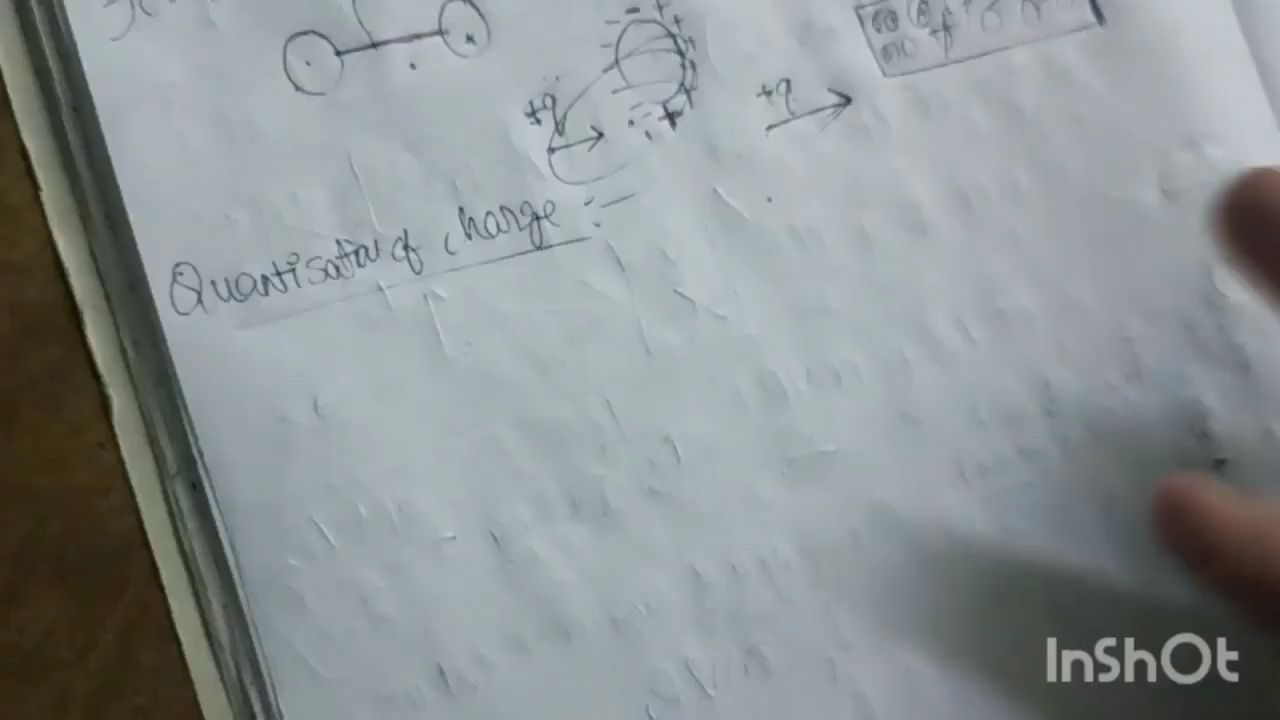 +q
+q
Quantisation of charge :-
InShOt